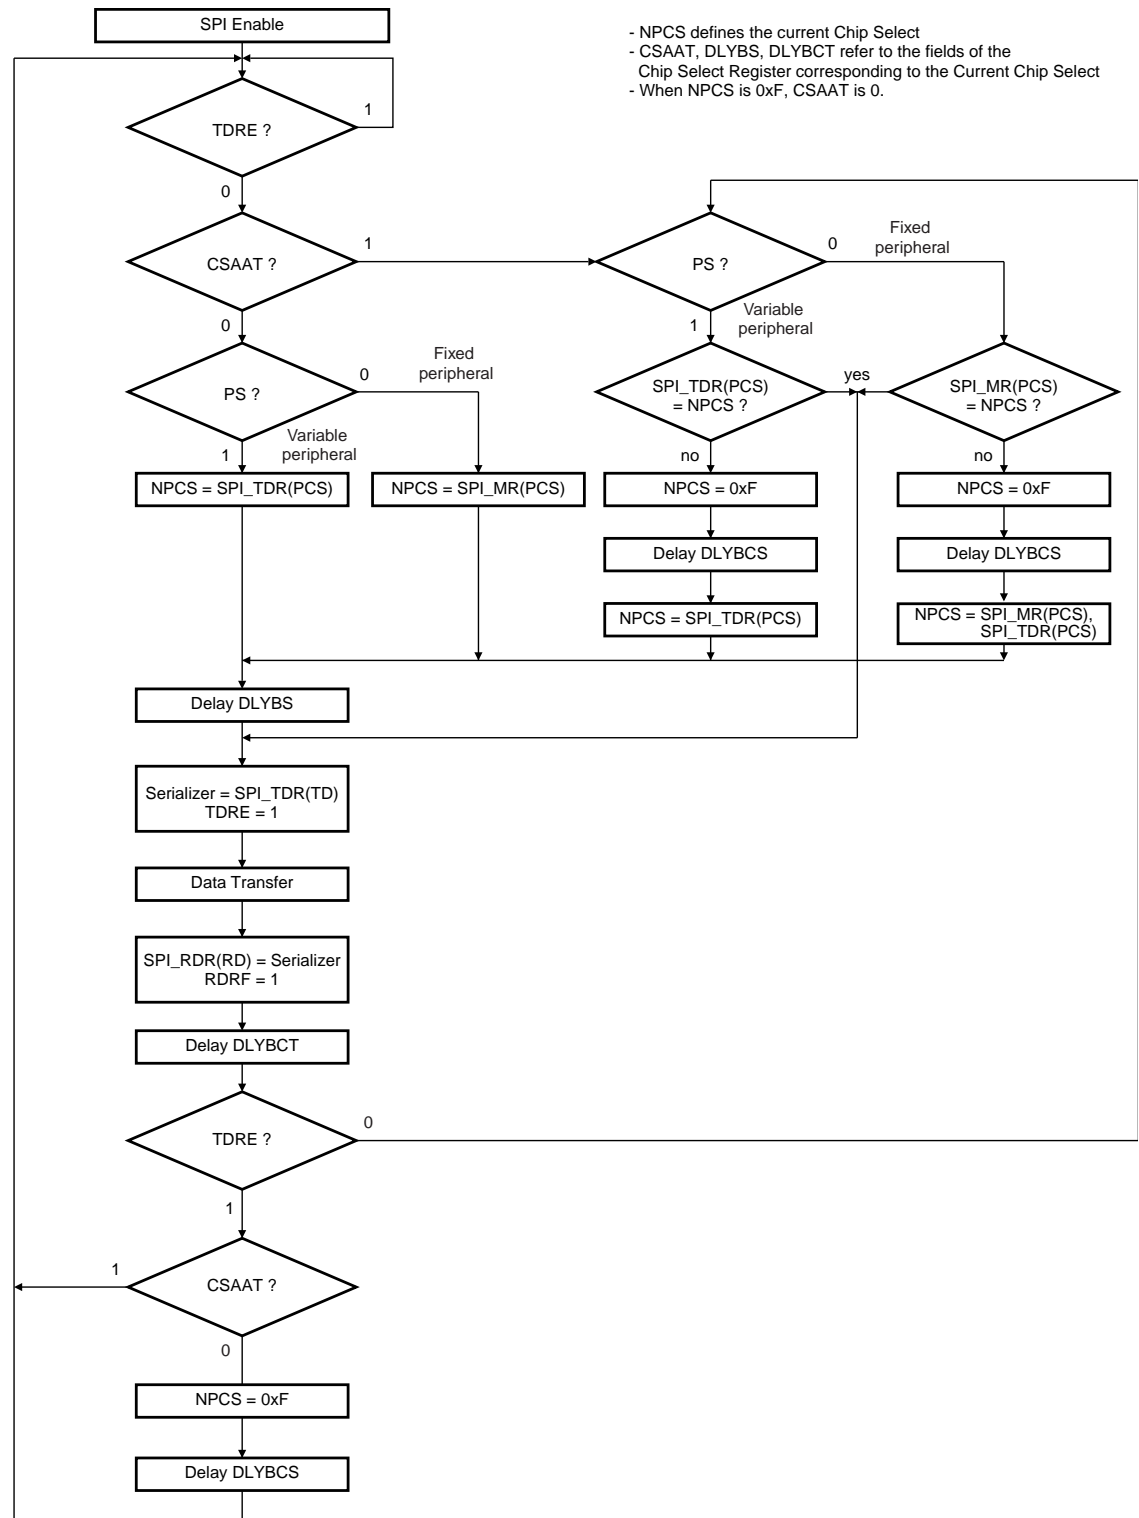 SPI Enable
- NPCS defines the current Chip Select
- CSAAT, DLYBS, DLYBCT refer to the fields of the
Chip Select Register corresponding to the Current Chip Select
- When NPCS is 0xF, CSAAT is 0.
1
TDRE ?
0
CSAAT ?
1
PS ?
0
Fixed
peripheral
0
Variable
peripheral
1
PS ?
0
Fixed
peripheral
SPI_TDR(PCS)
= NPCS ?
yes
SPI_MR(PCS)
= NPCS ?
Variable
peripheral
1
no
no
NPCS = SPI_TDR(PCS)
NPCS = SPI_MR(PCS)
NPCS = 0xF
NPCS = 0xF
Delay DLYBCS
Delay DLYBCS
NPCS = SPI_TDR(PCS)
NPCS = SPI_MR(PCS),
SPI_TDR(PCS)
Delay DLYBS
Serializer = SPI_TDR(TD)
TDRE = 1
Data Transfer
SPI_RDR(RD) = Serializer
RDRF = 1
Delay DLYBCT
TDRE ?
0
1
CSAAT ?
1
0
NPCS = 0xF
Delay DLYBCS